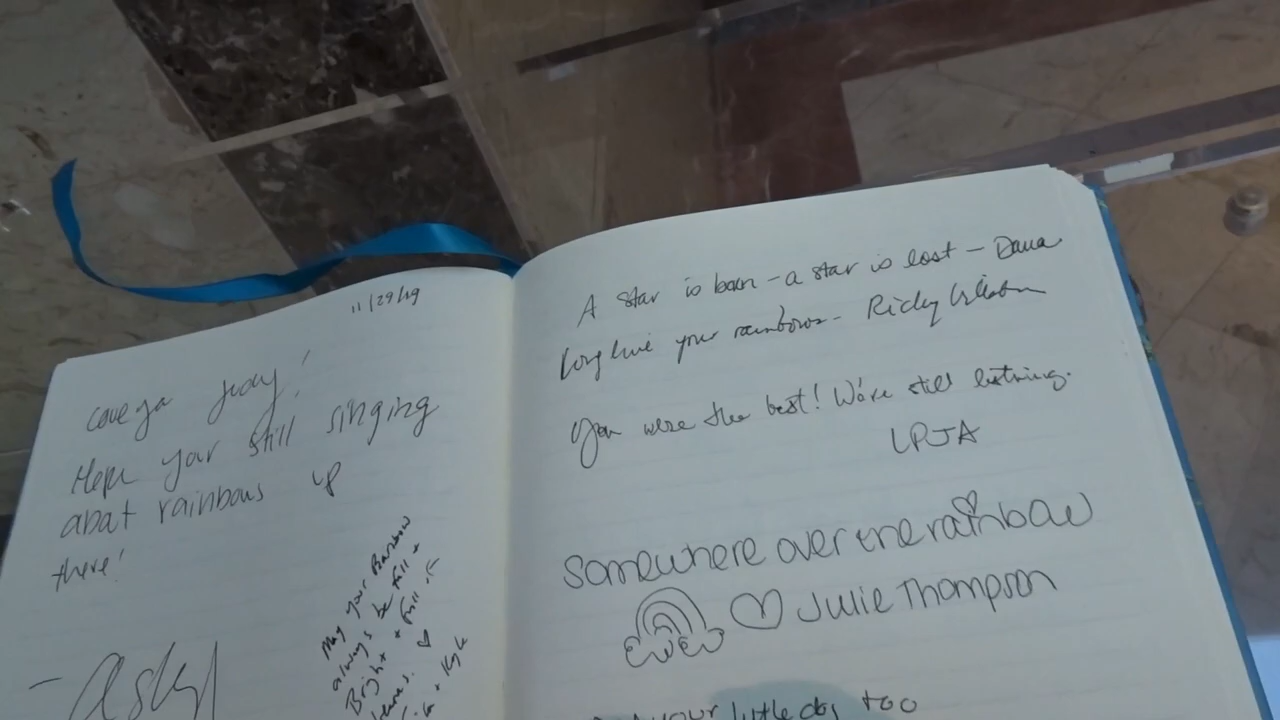 11/29/19
Love ya Judy!
Hope your still singing
about rainbows up
there!
May your Rainbow
always be full +
Bright + full of
+ Kyle
A star is born - a star is lost - Dana
Long live your rainbows - Ricky
You were the best! We're still listning.
LPJA
Somewhere over the rainbow
Julie Thompson
your little dog too